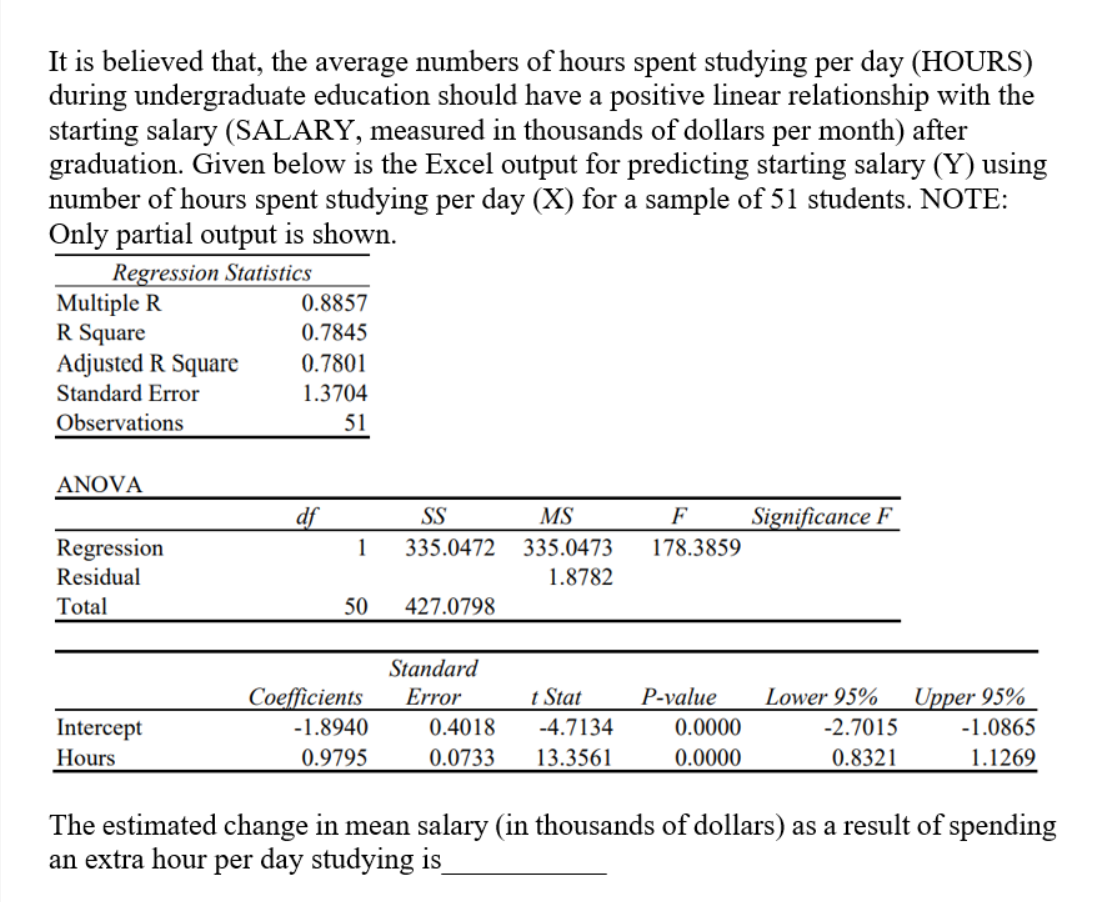 It is believed that, the average numbers of hours spent studying per day (HOURS)
during undergraduate education should have a positive linear relationship with the
starting salary (SALARY, measured in thousands of dollars per month) after
graduation. Given below is the Excel output for predicting starting salary (Y) using
number of hours spent studying per day (X) for a sample of 51 students. NOTE:
Only partial output is shown.
Regression Statistics
Multiple R 0.8857
R Square 0.7845
Adjusted R Square 0.7801
Standard Error 1.3704
Observations 51
ANOVA
df SS MS F Significance F
Regression 1 335.0472 335.0473 178.3859
Residual 1.8782
Total 50 427.0798
Standard
Coefficients Error t Stat P-value Lower 95% Upper 95%
Intercept -1.8940 0.4018 -4.7134 0.0000 -2.7015 -1.0865
Hours 0.9795 0.0733 13.3561 0.0000 0.8321 1.1269
The estimated change in mean salary (in thousands of dollars) as a result of spending
an extra hour per day studying is____________